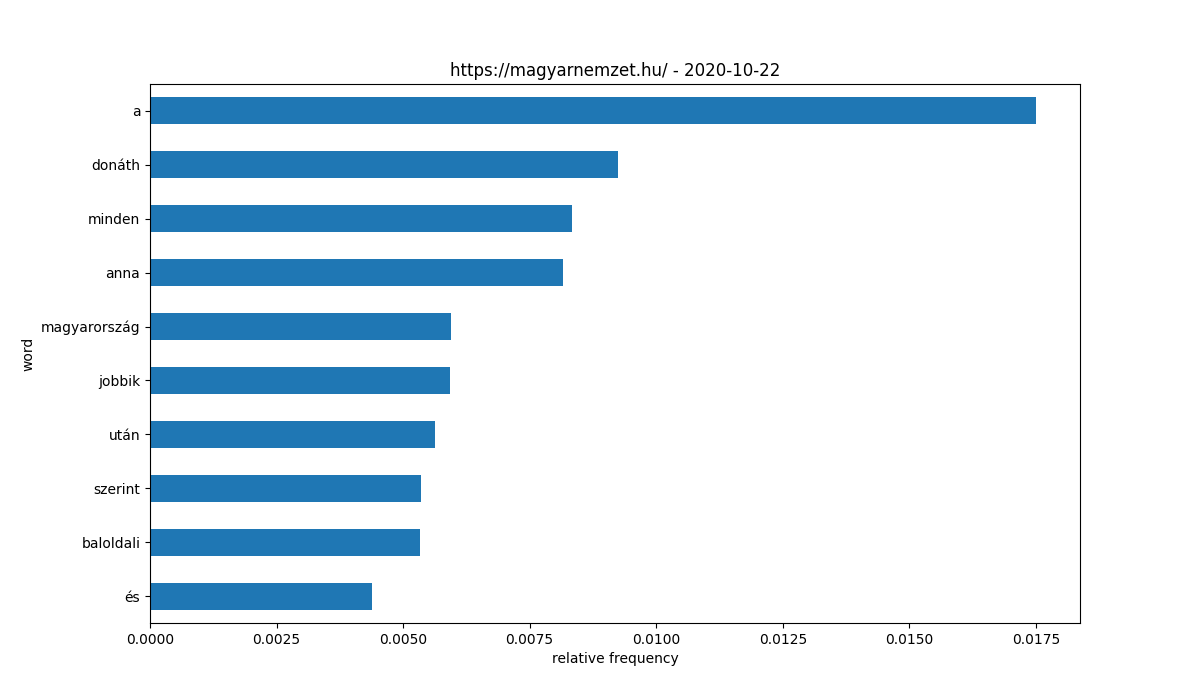 https://magyarnemzet.hu/ - 2020-10-22
a
donáth
minden
anna
magyarország
jobbik
után
szerint
baloldali
és
word
0.0000 0.0025 0.0050 0.0075 0.0100 0.0125 0.0150 0.0175
relative frequency